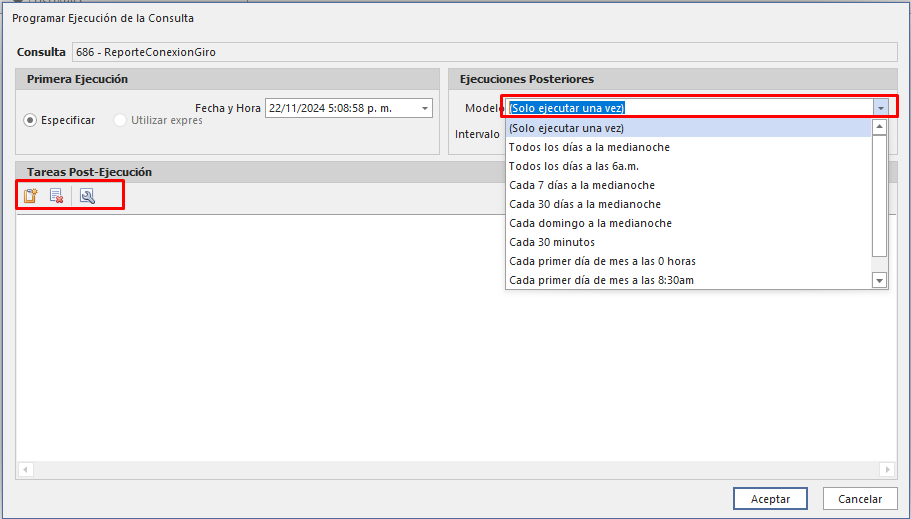 Programar Ejecución de la Consulta
Consulta 686 - ReporteConexionGiro
Primera Ejecución
Especificar
Utilizar expres
Fecha y Hora 22/11/2024 5:08:58 p. m.
Ejecuciones Posteriores
Modelo (Solo ejecutar una vez)
Intervalo
(Solo ejecutar una vez)
Todos los días a la medianoche
Todos los días a las 6a.m.
Cada 7 días a la medianoche
Cada 30 días a la medianoche
Cada domingo a la medianoche
Cada 30 minutos
Cada primer día de mes a las 0 horas
Cada primer día de mes a las 8:30am
Tareas Post-Ejecución
Aceptar
Cancelar